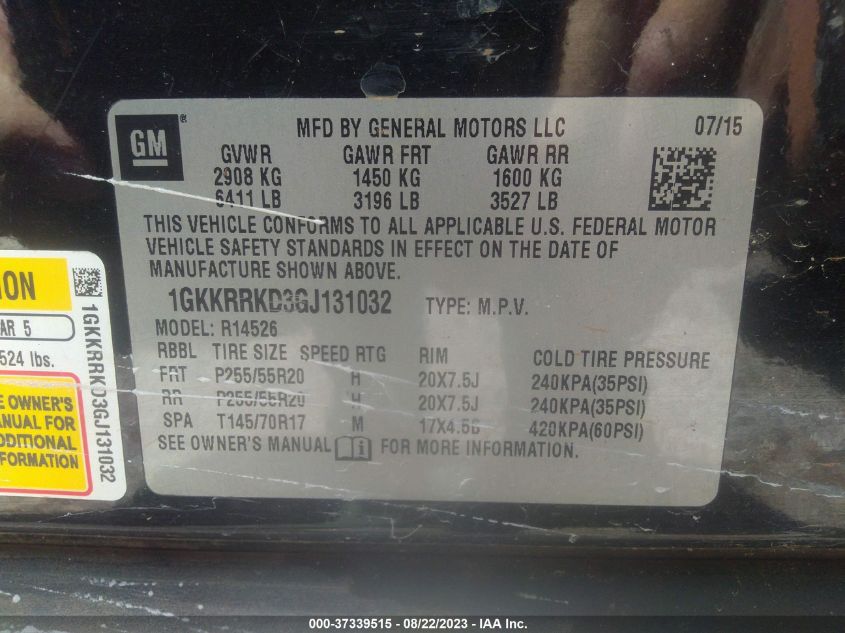 GM ®
MFD BY GENERAL MOTORS LLC 07/15
GVWR GAWR FRT GAWR RR
2908 KG 1450 KG 1600 KG
6411 LB 3196 LB 3527 LB
THIS VEHICLE CONFORMS TO ALL APPLICABLE U.S. FEDERAL MOTOR
VEHICLE SAFETY STANDARDS IN EFFECT ON THE DATE OF
MANUFACTURE SHOWN ABOVE.
1GKKRRKD3GJ131032 TYPE: M.P.V.
MODEL: R14526
RBBL TIRE SIZE SPEED RTG RIM COLD TIRE PRESSURE
FRT P255/55R20 H 20X7.5J 240KPA(35PSI)
RR P255/55R20 H 20X7.5J 240KPA(35PSI)
SPA T145/70R17 M 17X4.5B 420KPA(60PSI)
SEE OWNER'S MANUAL i FOR MORE INFORMATION.
ION
AR 5
524 lbs.
E OWNER'S
ANUAL FOR
DDITIONAL
FORMATION
1GKKRRKD3GJ131032
000-37339515 - 08/22/2023 - IAA Inc.